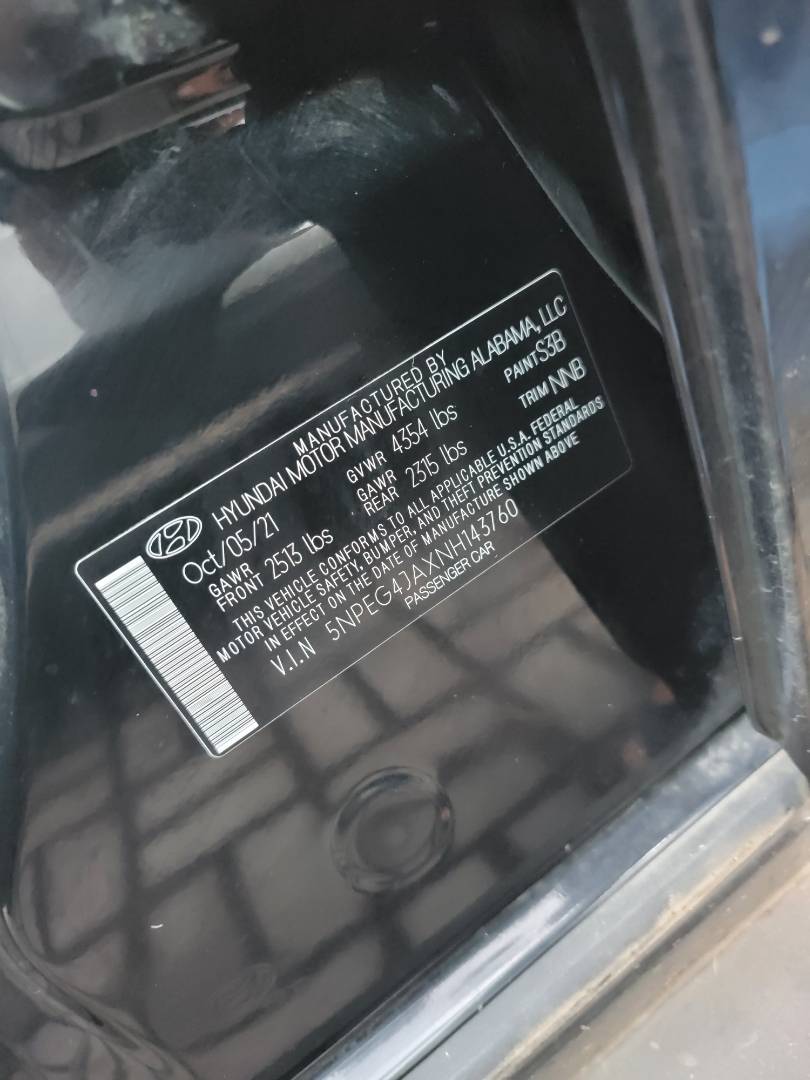 MANUFACTURED BY
HYUNDAI MOTOR MANUFACTURING ALABAMA, LLC
Oct/05/21 GVWR 4354 lbs PAINT S3B
GAWR FRONT 2513 lbs GAWR REAR 2315 lbs TRIM NNB
THIS VEHICLE CONFORMS TO ALL APPLICABLE U.S.A. FEDERAL
MOTOR VEHICLE SAFETY, BUMPER, AND THEFT PREVENTION STANDARDS
IN EFFECT ON THE DATE OF MANUFACTURE SHOWN ABOVE
V.I.N 5NPEG4JAXNH143760
PASSENGER CAR